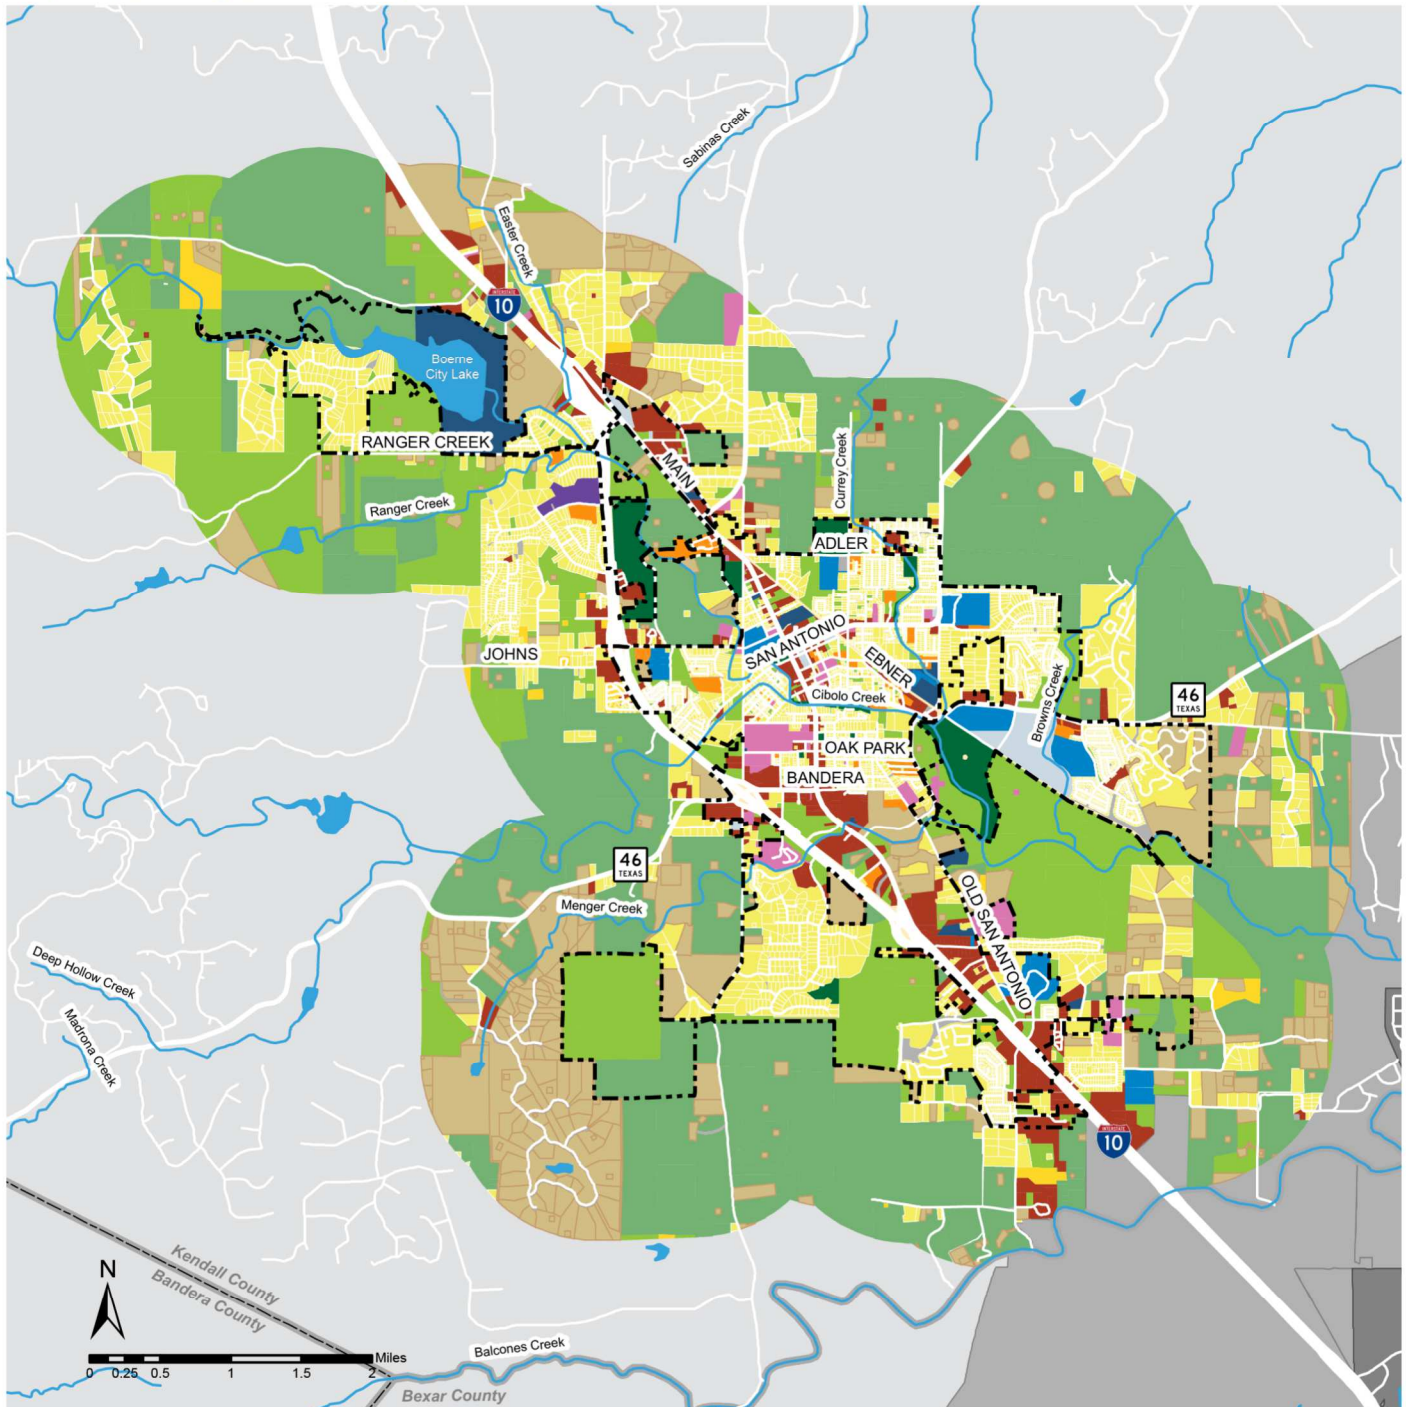 Sabinas Creek
Easter Creek
INTERSTATE
10
Boerne
City Lake
RANGER CREEK
MAIN
Currey Creek
Ranger Creek
ADLER
JOHNS
SAN ANTONIO
EBNER
Cibolo Creek
Browns Creek
46
TEXAS
OAK PARK
BANDERA
46
TEXAS
Menger Creek
OLD SAN ANTONIO
Deep Hollow Creek
Madrona Creek
INTERSTATE
10
Kendall County
Bandera County
N
Miles
0 0.25 0.5 1 1.5 2
Balcones Creek
Bexar County